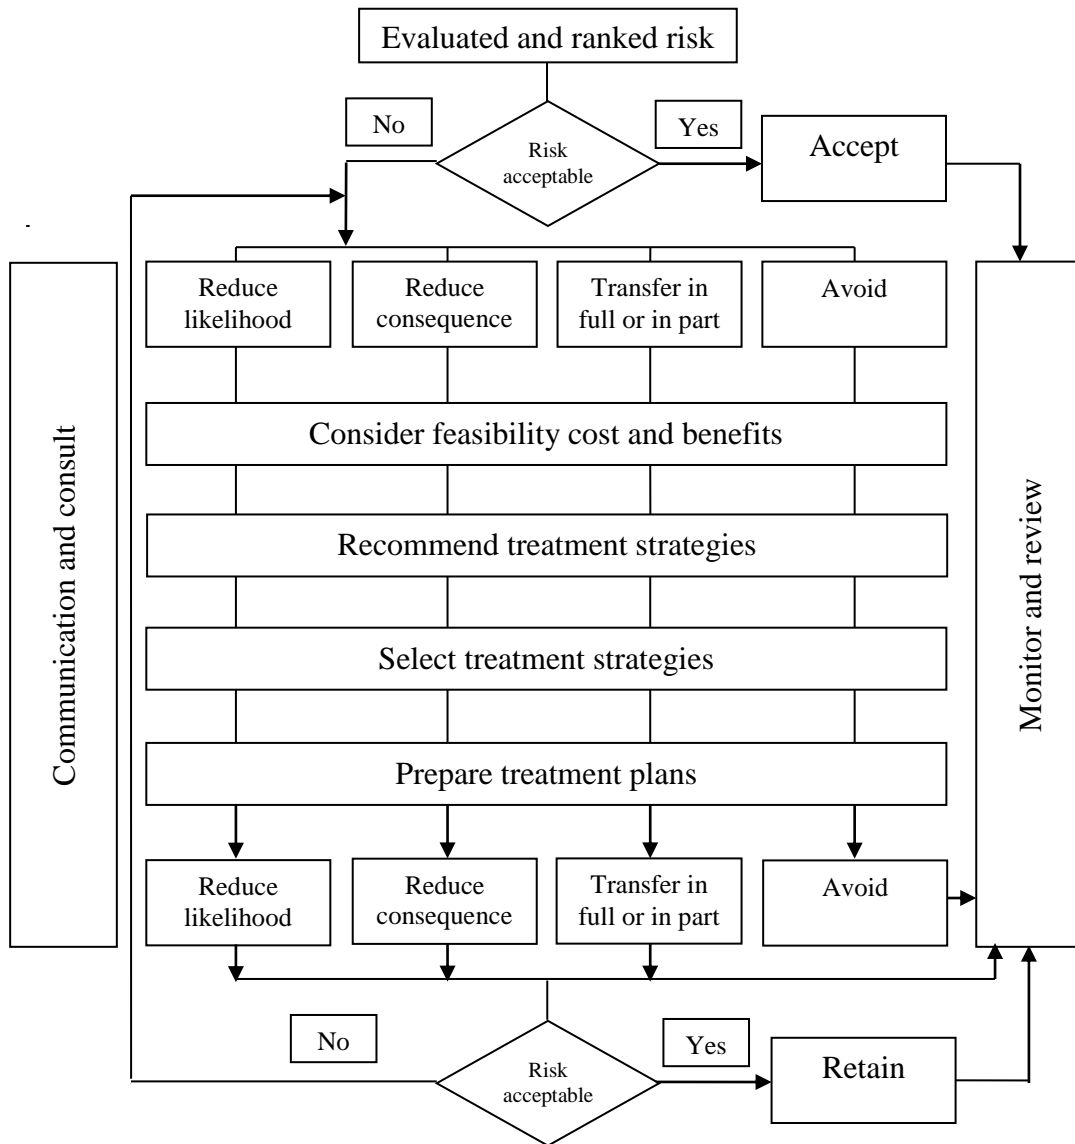 Evaluated and ranked risk
No
Yes
Risk
acceptable
Accept
-
Reduce
likelihood
Reduce
consequence
Transfer in
full or in part
Avoid
Communication and consult
Consider feasibility cost and benefits
Recommend treatment strategies
Select treatment strategies
Prepare treatment plans
Monitor and review
Reduce
likelihood
Reduce
consequence
Transfer in
full or in part
Avoid
No
Yes
Risk
acceptable
Retain